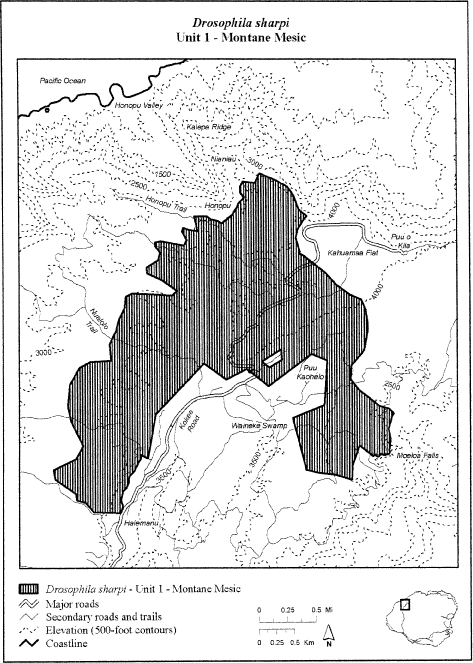 Drosophila sharpi
Unit 1 - Montane Mesic
Pacific Ocean
Honopu Valley
Kalepa Ridge
Nianiau
3000
1500
2500
Honopu Trail
Honopu
4000
Puu o
Kila
Kahuamaa Flat
4000
Nualolo
Trail
3000
Puu
Kaohelo
2500
Kokee
Road
Waineke Swamp
3500
Moeloa Falls
3500
Halemanu
Drosophila sharpi - Unit 1 - Montane Mesic
Major roads
Secondary roads and trails
Elevation (500-foot contours)
Coastline
0 0.25 0.5 Mi
0 0.25 0.5 Km
N